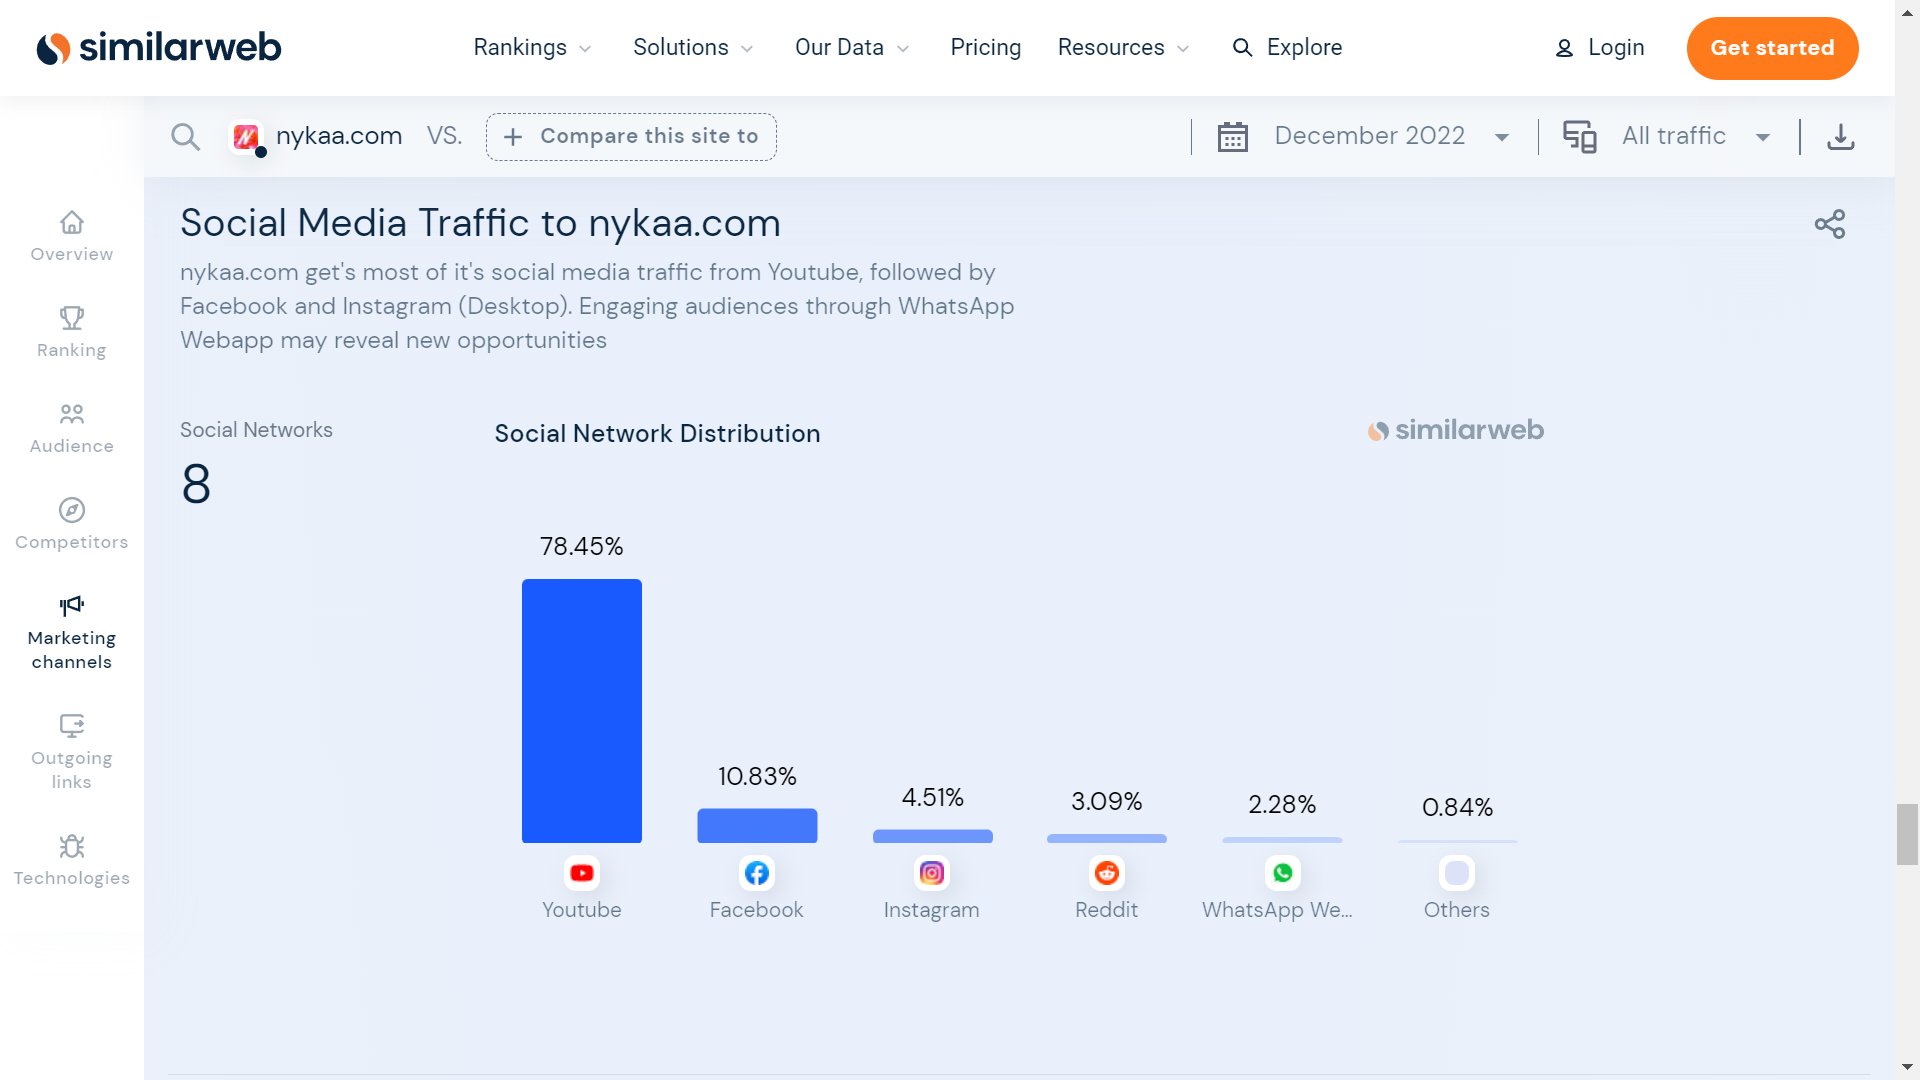 similarweb
Rankings
Solutions
Our Data
Pricing
Resources
Explore
Login
Get started
nykaa.com
VS.
+ Compare this site to
December 2022
All traffic
Overview
Ranking
Audience
Competitors
Marketing
channels
Outgoing
links
Technologies
Social Media Traffic to nykaa.com
nykaa.com get's most of it's social media traffic from Youtube, followed by
Facebook and Instagram (Desktop). Engaging audiences through WhatsApp
Webapp may reveal new opportunities
Social Networks
8
Social Network Distribution
similarweb
78.45%
10.83%
4.51%
3.09%
2.28%
0.84%
Youtube
Facebook
Instagram
Reddit
WhatsApp We...
Others